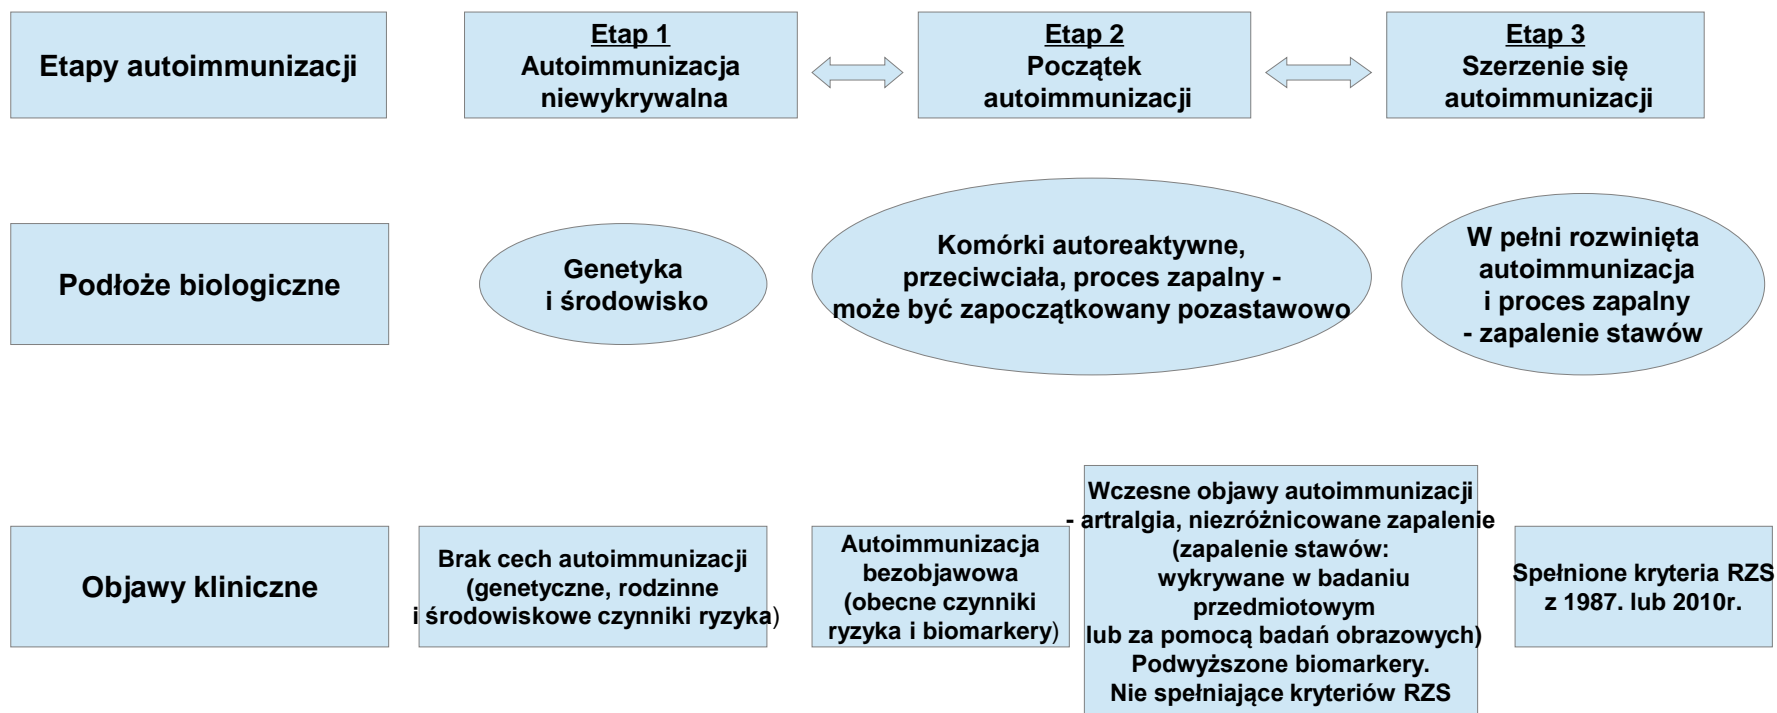 Etapy autoimmunizacji
Etap 1
Autoimmunizacja
niewykrywalna
Etap 2
Początek
autoimmunizacji
Etap 3
Szerzenie się
autoimmunizacji
Podłoże biologiczne
Genetyka
i środowisko
Komórki autoreaktywne,
przeciwciała, proces zapalny -
może być zapoczątkowany pozastawowo
W pełni rozwinięta
autoimmunizacja
i proces zapalny
- zapalenie stawów
Objawy kliniczne
Brak cech autoimmunizacji
(genetyczne, rodzinne
i środowiskowe czynniki ryzyka)
Autoimmunizacja
bezobjawowa
(obecne czynniki
ryzyka i biomarkery)
Wczesne objawy autoimmunizacji
- artralgia, niezróżnicowane zapalenie
(zapalenie stawów:
wykrywane w badaniu
przedmiotowym
lub za pomocą badań obrazowych)
Podwyższone biomarkery.
Nie spełniające kryteriów RZS
Spełnione kryteria RZS
z 1987. lub 2010r.